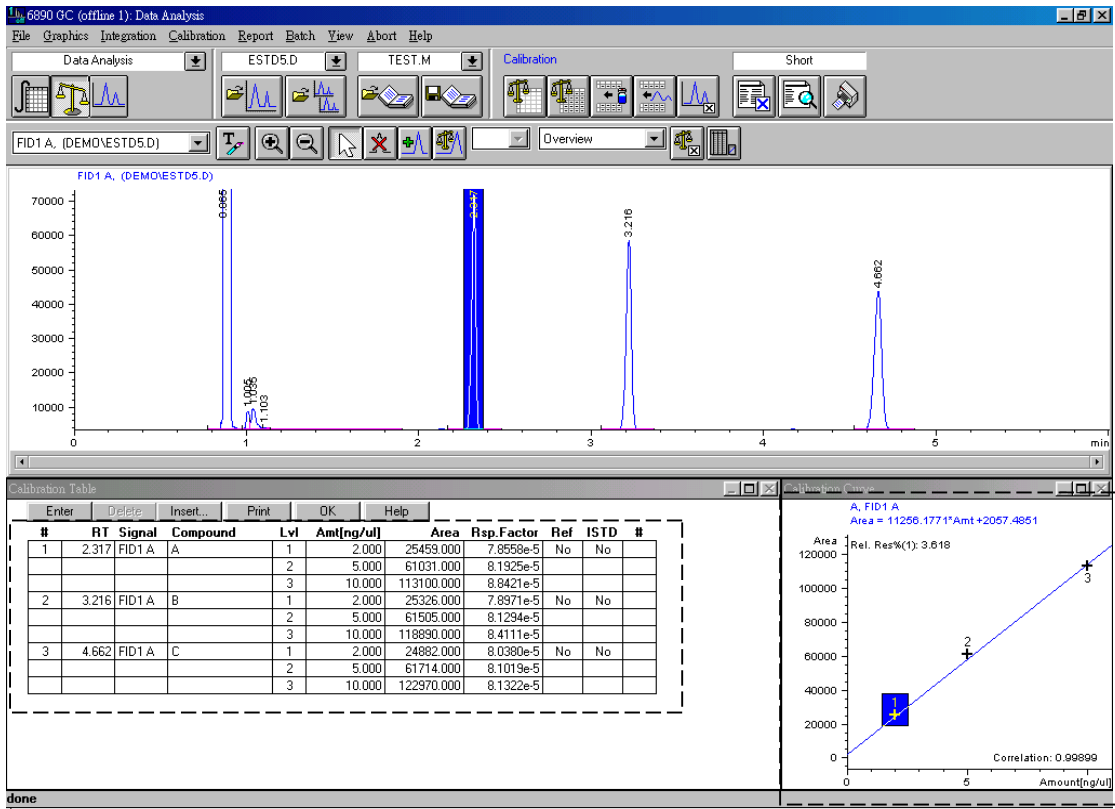 6890 GC (offline 1): Data Analysis
File Graphics Integration Calibration Report Batch View Abort Help
Data Analysis ESTD5.D TEST.M Calibration Short
FID1 A, (DEMO\ESTD5.D) Overview
FID1 A, (DEMO\ESTD5.D)
70000
60000
50000
40000
30000
20000
10000
0.865
1.005
1.035
1.103
2.317
3.216
4.662
0 1 2 3 4 5 min
Calibration Table
Enter Delete Insert... Print OK Help
# RT Signal Compound Lvl Amt[ng/ul] Area Rsp.Factor Ref ISTD #
1 2.317 FID1 A A 1 2.000 25459.000 7.8558e-5 No No
2 5.000 61031.000 8.1925e-5
3 10.000 113100.000 8.8421e-5
2 3.216 FID1 A B 1 2.000 25326.000 7.8971e-5 No No
2 5.000 61505.000 8.1294e-5
3 10.000 118890.000 8.4111e-5
3 4.662 FID1 A C 1 2.000 24882.000 8.0380e-5 No No
2 5.000 61714.000 8.1019e-5
3 10.000 122970.000 8.1322e-5
Calibration Curve
A, FID1 A
Area = 11256.1771*Amt +2057.4851
Area
Rel. Res%(1): 3.618
120000
100000
80000
60000
40000
20000
0
1
2
3
Correlation: 0.99899
0 5 Amount[ng/ul]
done